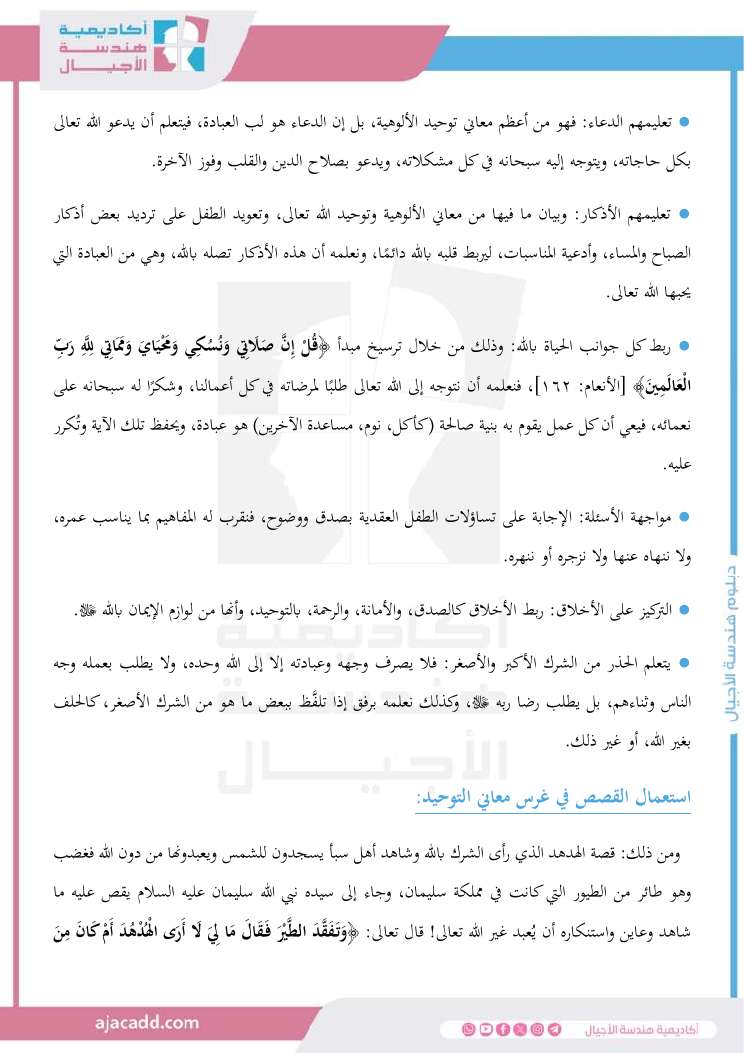 أكاديمية
هندسة
الأجيال
• تعليمهم الدعاء: فهو من أعظم معاني توحيد الألوهية، بل إن الدعاء هو لب العبادة، فيتعلم أن يدعو الله تعالى
بكل حاجاته، ويتوجه إليه سبحانه في كل مشكلاته، ويدعو بصلاح الدين والقلب وفوز الآخرة.
• تعليمهم الأذكار: وبيان ما فيها من معاني الألوهية وتوحيد الله تعالى، وتعويد الطفل على ترديد بعض أذكار
الصباح والمساء، وأدعية المناسبات، ليربط قلبه بالله دائمًا، ونعلمه أن هذه الأذكار تصله بالله، وهي من العبادة التي
يحبها الله تعالى.
• ربط كل جوانب الحياة بالله: وذلك من خلال ترسيخ مبدأ ﴿قُلْ إِنَّ صَلَاتِي وَنُسُكِي وَمَحْيَايَ وَمَمَاتِي لِلَّهِ رَبِّ
الْعَالَمِينَ﴾ [الأنعام: ١٦٢]، فنعلمه أن نتوجه إلى الله تعالى طلبًا لمرضاته في كل أعمالنا، وشكرًا له سبحانه على
نعمائه، فيعي أن كل عمل يقوم به بنية صالحة (كأكل، نوم، مساعدة الآخرين) هو عبادة، ويحفظ تلك الآية وتُكرر
عليه.
• مواجهة الأسئلة: الإجابة على تساؤلات الطفل العقدية بصدق ووضوح، فنقرب له المفاهيم بما يناسب عمره،
ولا ننهاه عنها ولا نزجره أو ننهره.
• التركيز على الأخلاق: ربط الأخلاق كالصدق، والأمانة، والرحمة، بالتوحيد، وأنها من لوازم الإيمان بالله ﷻ.
• يتعلم الحذر من الشرك الأكبر والأصغر: فلا يصرف وجهه وعبادته إلا إلى الله وحده، ولا يطلب بعمله وجه
الناس وثناءهم، بل يطلب رضا ربه ﷻ، وكذلك نعلمه برفق إذا تلفَّظ ببعض ما هو من الشرك الأصغر، كالحلف
بغير الله، أو غير ذلك.
استعمال القصص في غرس معاني التوحيد:
ومن ذلك: قصة الهدهد الذي رأى الشرك بالله وشاهد أهل سبأ يسجدون للشمس ويعبدونها من دون الله فغضب
وهو طائر من الطيور التي كانت في مملكة سليمان، وجاء إلى سيده نبي الله سليمان عليه السلام يقص عليه ما
شاهد وعاين واستنكاره أن يُعبد غير الله تعالى! قال تعالى: ﴿وَتَفَقَّدَ الطَّيْرَ فَقَالَ مَا لِيَ لَا أَرَى الْهُدْهُدَ أَمْ كَانَ مِنَ
دبلوم هندسة الأجيال
أكاديمية
هندسة
الأجيال
أكاديمية هندسة الأجيال
ajacadd.com